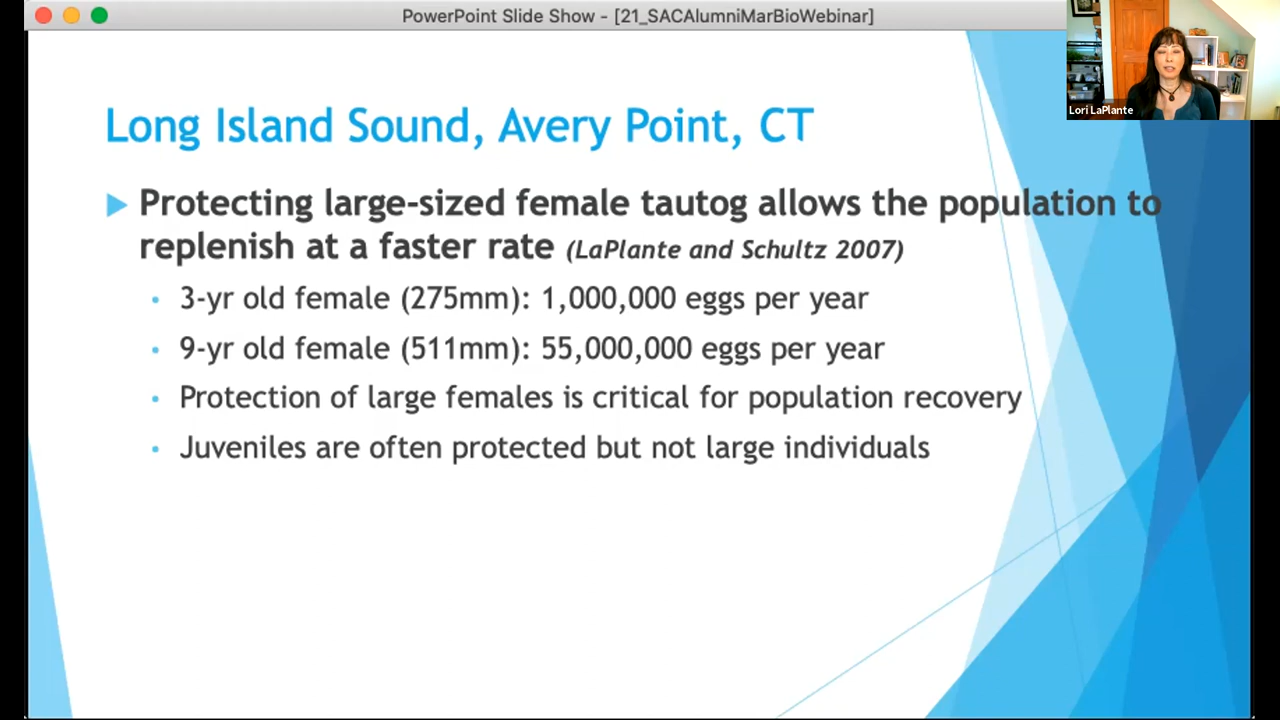 PowerPoint Slide Show - [21_SACAlumniMarBioWebinar]
Lori LaPlante
Long Island Sound, Avery Point, CT
Protecting large-sized female tautog allows the population to
replenish at a faster rate (LaPlante and Schultz 2007)
3-yr old female (275mm): 1,000,000 eggs per year
9-yr old female (511mm): 55,000,000 eggs per year
Protection of large females is critical for population recovery
Juveniles are often protected but not large individuals